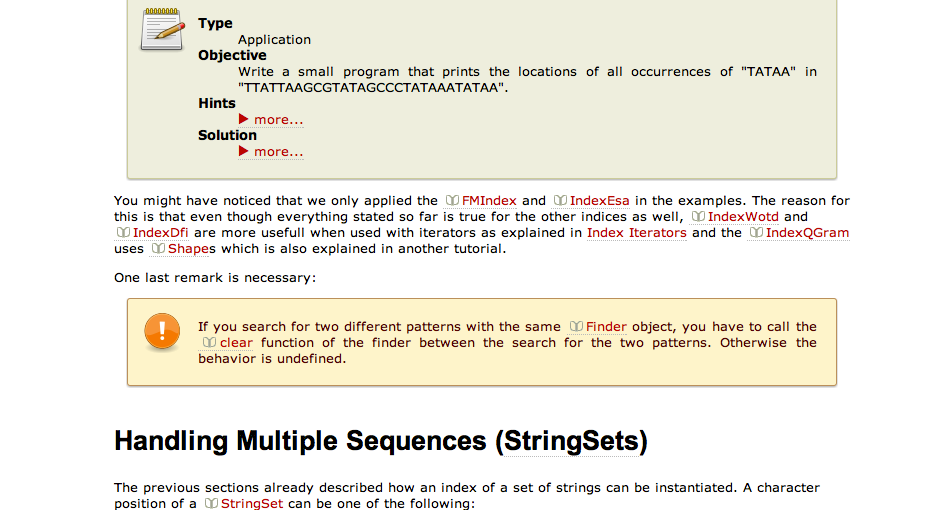 Type
Application
Objective
Write a small program that prints the locations of all occurrences of "TATAA" in
"TTATTAAGCGTATAGCCCTATAAATATAA".
Hints
more...
Solution
more...
You might have noticed that we only applied the FMIndex and IndexEsa in the examples. The reason for
this is that even though everything stated so far is true for the other indices as well, IndexWotd and
IndexDfi are more usefull when used with iterators as explained in Index Iterators and the IndexQGram
uses Shapes which is also explained in another tutorial.
One last remark is necessary:
If you search for two different patterns with the same Finder object, you have to call the
clear function of the finder between the search for the two patterns. Otherwise the
behavior is undefined.
Handling Multiple Sequences (StringSets)
The previous sections already described how an index of a set of strings can be instantiated. A character
position of a StringSet can be one of the following: